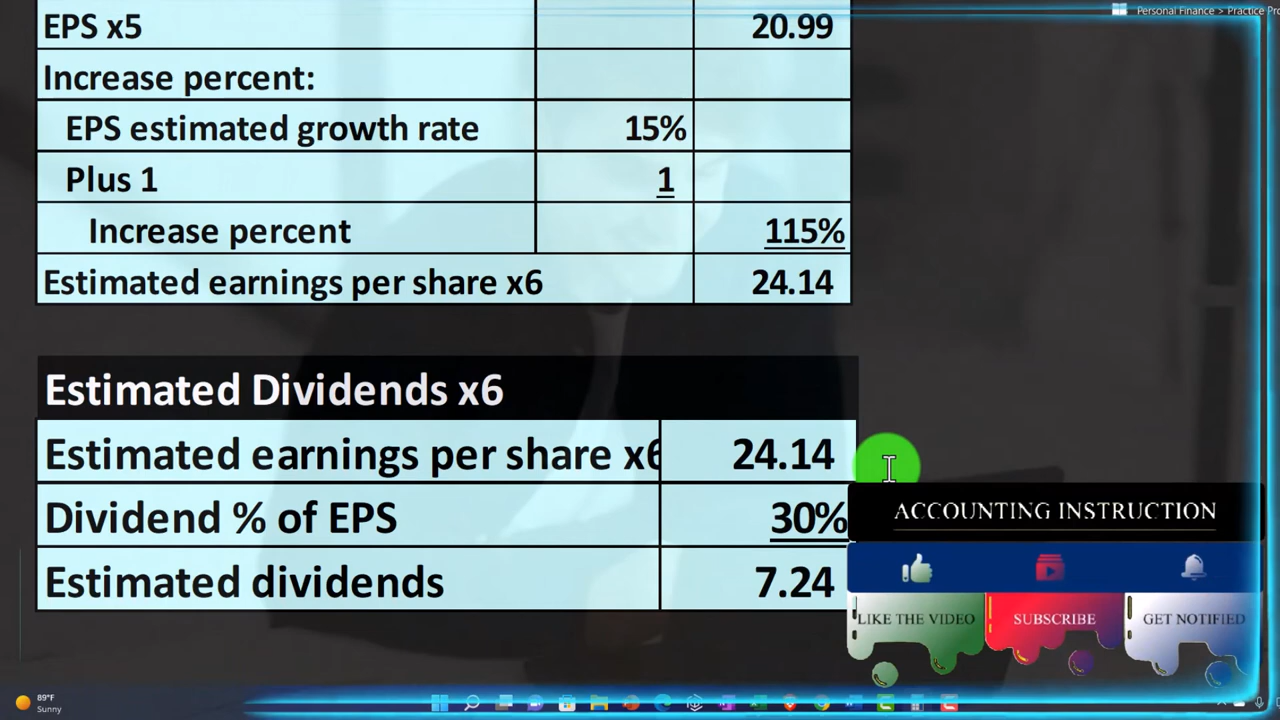 Personal Finance > Practice Pro
EPS x5 20.99
Increase percent:
EPS estimated growth rate 15%
Plus 1 1
Increase percent 115%
Estimated earnings per share x6 24.14
Estimated Dividends x6
Estimated earnings per share x6 24.14
Dividend % of EPS 30%
Estimated dividends 7.24
ACCOUNTING INSTRUCTION
LIKE THE VIDEO SUBSCRIBE GET NOTIFIED
89°F
Sunny